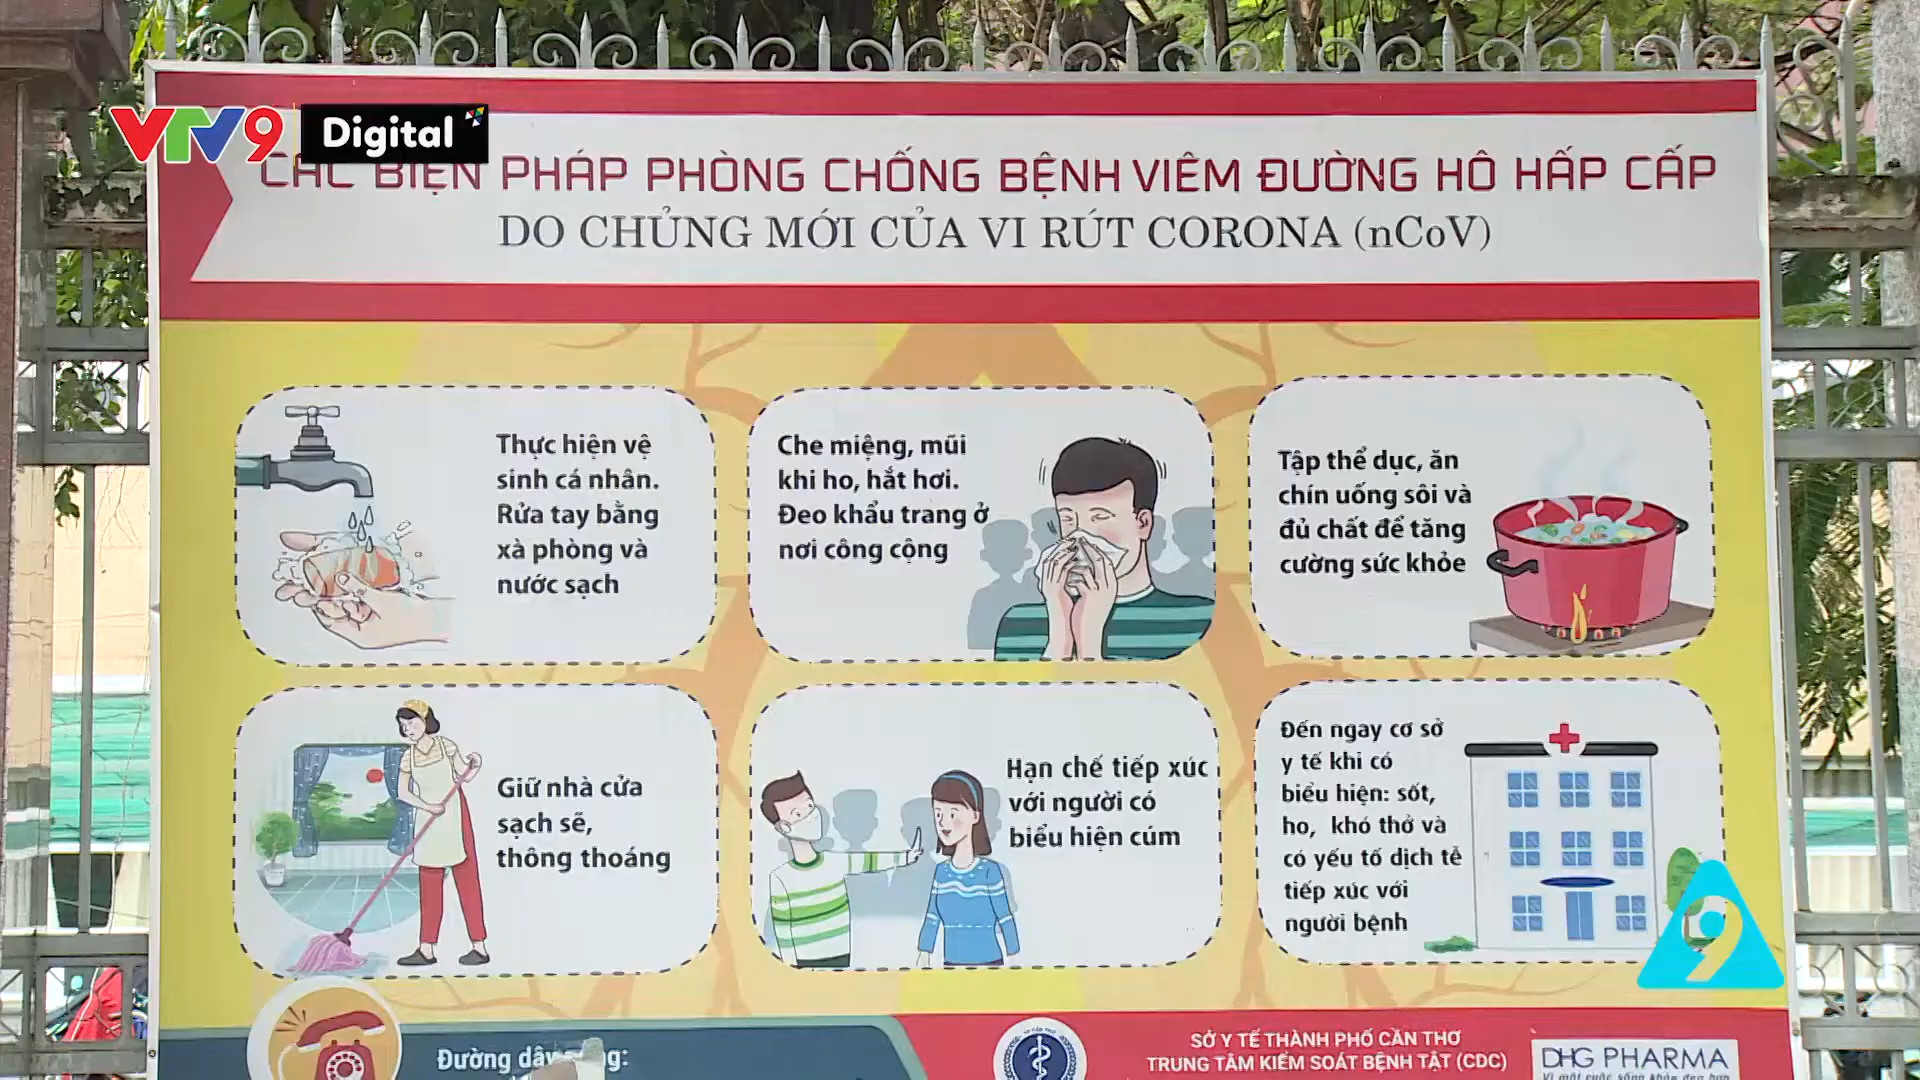 VTV9 Digital
CÁC BIỆN PHÁP PHÒNG CHỐNG BỆNH VIÊM ĐƯỜNG HÔ HẤP CẤP
DO CHỦNG MỚI CỦA VI RÚT CORONA (nCoV)
Thực hiện vệ
sinh cá nhân.
Rửa tay bằng
xà phòng và
nước sạch
Che miệng, mũi
khi ho, hắt hơi.
Đeo khẩu trang ở
nơi công cộng
Tập thể dục, ăn
chín uống sôi và
đủ chất để tăng
cường sức khỏe
Giữ nhà cửa
sạch sẽ,
thông thoáng
Hạn chế tiếp xúc
với người có
biểu hiện cúm
Đến ngay cơ sở
y tế khi có
biểu hiện: sốt,
ho, khó thở và
có yếu tố dịch tễ
tiếp xúc với
người bệnh
9
Đường dây
SỞ Y TẾ THÀNH PHỐ CẦN THƠ
TRUNG TÂM KIỂM SOÁT BỆNH TẬT (CDC)
DHG PHARMA